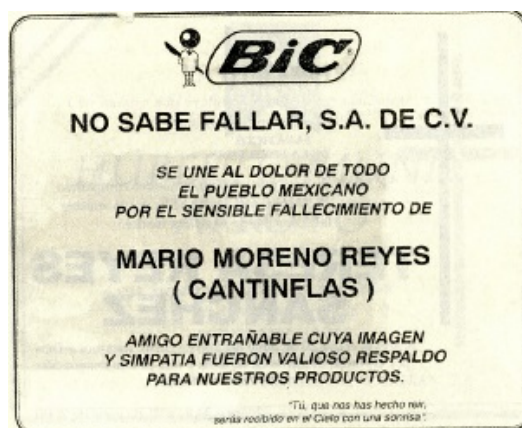 BiC
NO SABE FALLAR, S.A. DE C.V.
SE UNE AL DOLOR DE TODO
EL PUEBLO MEXICANO
POR EL SENSIBLE FALLECIMIENTO DE
MARIO MORENO REYES
( CANTINFLAS )
AMIGO ENTRAÑABLE CUYA IMAGEN
Y SIMPATIA FUERON VALIOSO RESPALDO
PARA NUESTROS PRODUCTOS.
"Tú, que nos has hecho reir,
serás recibido en el Cielo con una sonrisa".